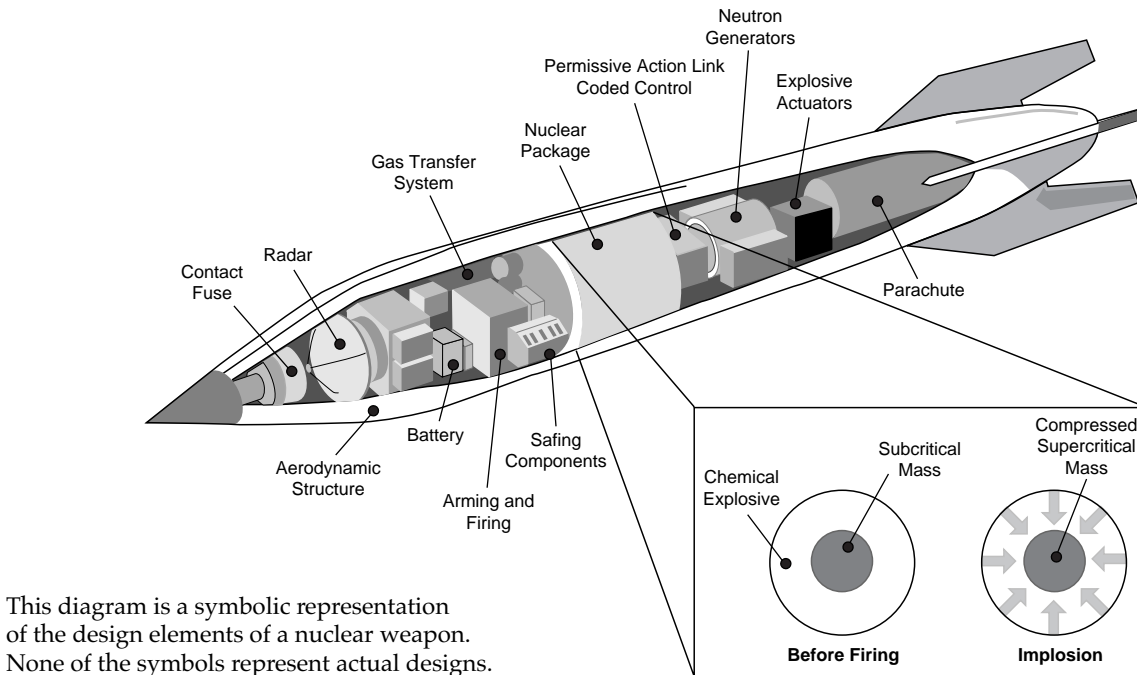 Neutron
Generators
Permissive Action Link
Coded Control
Explosive
Actuators
Nuclear
Package
Gas Transfer
System
Radar
Contact
Fuse
Parachute
Battery
Safing
Components
Aerodynamic
Structure
Arming and
Firing
Chemical
Explosive
Subcritical
Mass
Compressed
Supercritical
Mass
Before Firing
Implosion
This diagram is a symbolic representation
of the design elements of a nuclear weapon.
None of the symbols represent actual designs.